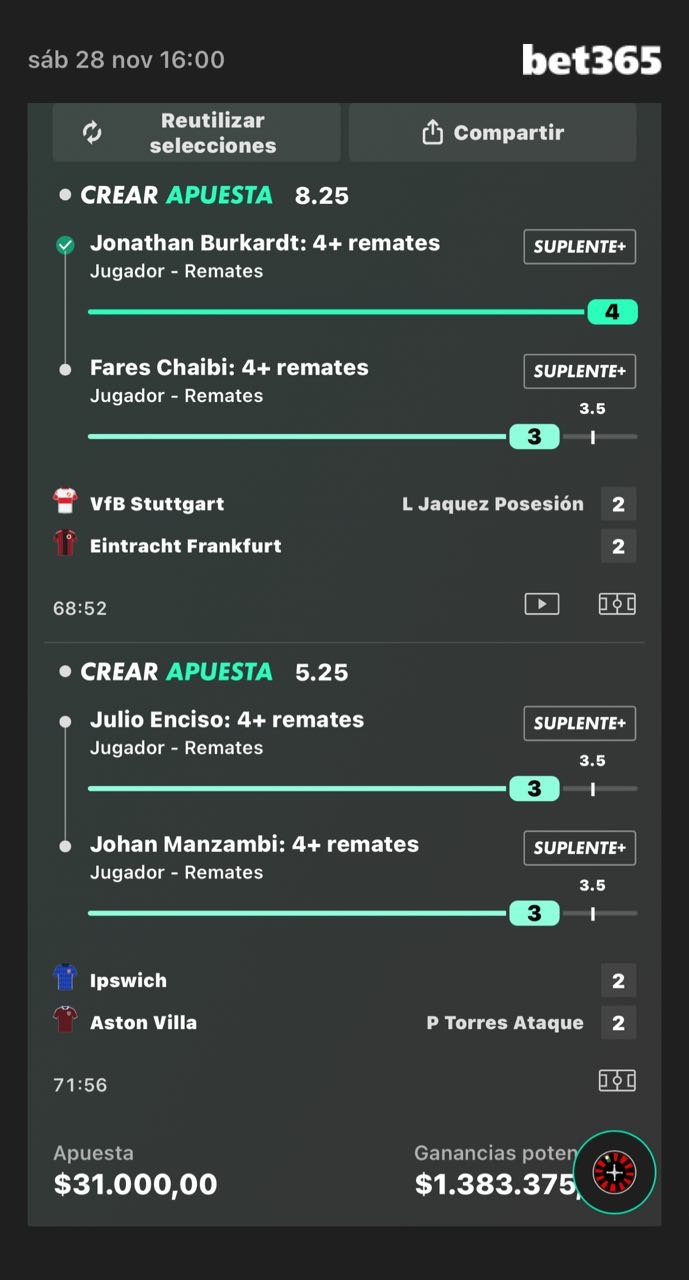 sáb 28 nov 16:00
bet365
Reutilizar
selecciones
Compartir
CREAR APUESTA 8.25
Jonathan Burkardt: 4+ remates
SUPLENTE+
Jugador - Remates
4
Fares Chaibi: 4+ remates
SUPLENTE+
Jugador - Remates
3.5
3
VfB Stuttgart L Jaquez Posesión 2
Eintracht Frankfurt 2
68:52
CREAR APUESTA 5.25
Julio Enciso: 4+ remates
SUPLENTE+
Jugador - Remates
3.5
3
Johan Manzambi: 4+ remates
SUPLENTE+
Jugador - Remates
3.5
3
Ipswich 2
Aston Villa P Torres Ataque 2
71:56
Apuesta Ganancias poten
$31.000,00 $1.383.375,